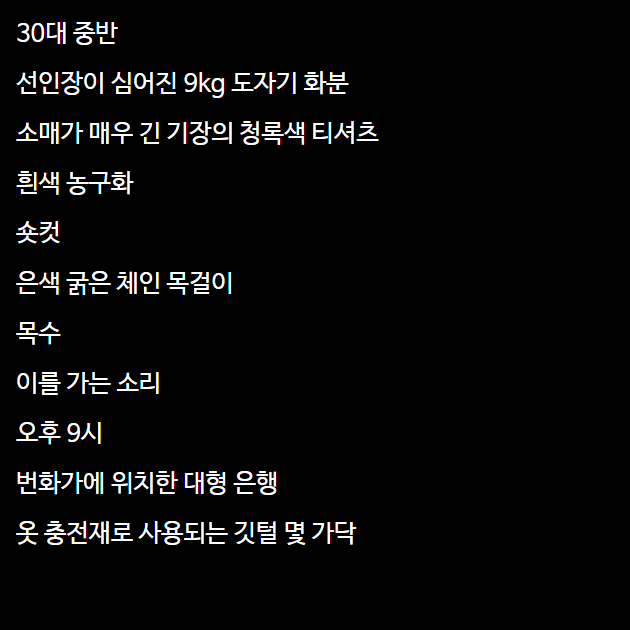 30대 중반
선인장이 심어진 9kg 도자기 화분
소매가 매우 긴 기장의 청록색 티셔츠
흰색 농구화
숏컷
은색 굵은 체인 목걸이
목수
이를 가는 소리
오후 9시
번화가에 위치한 대형 은행
옷 충전재로 사용되는 깃털 몇 가닥